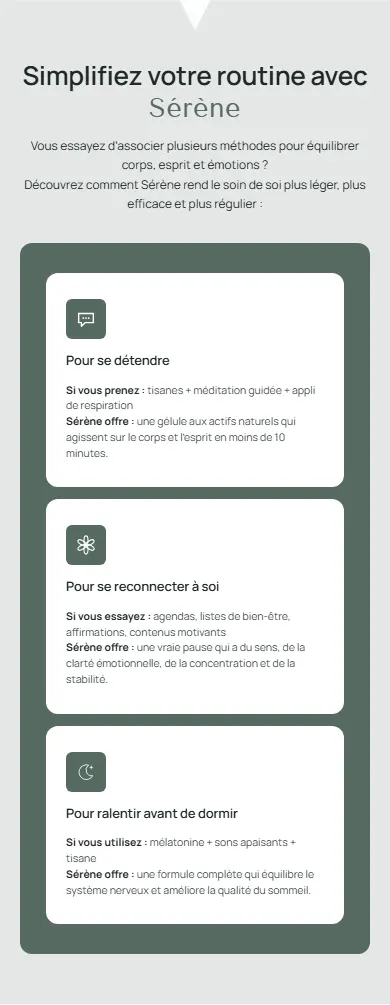 Simplifiez votre routine avec
Sérène
Vous essayez d'associer plusieurs méthodes pour équilibrer
corps, esprit et émotions ?
Découvrez comment Sérène rend le soin de soi plus léger, plus
efficace et plus régulier :
Pour se détendre
Si vous prenez : tisanes + méditation guidée + appli
de respiration
Sérène offre : une gélule aux actifs naturels qui
agissent sur le corps et l'esprit en moins de 10
minutes.
Pour se reconnecter à soi
Si vous essayez : agendas, listes de bien-être,
affirmations, contenus motivants
Sérène offre : une vraie pause qui a du sens, de la
clarté émotionnelle, de la concentration et de la
stabilité.
Pour ralentir avant de dormir
Si vous utilisez : mélatonine + sons apaisants +
tisane
Sérène offre : une formule complète qui équilibre le
système nerveux et améliore la qualité du sommeil.